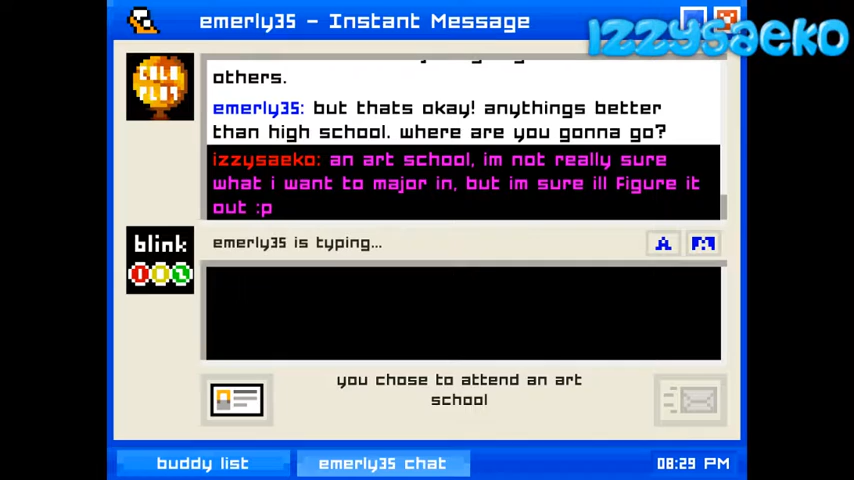 emerly35 - Instant Message
izzysaeko
COLD
PLAY
others.
emerly35: but thats okay! anythings better
than high school. where are you gonna go?
izzysaeko: an art school, im not really sure
what i want to major in, but im sure ill figure it
out :p
blink
182
emerly35 is typing...
A
you chose to attend an art
school
buddy list
emerly35 chat
08:29 PM